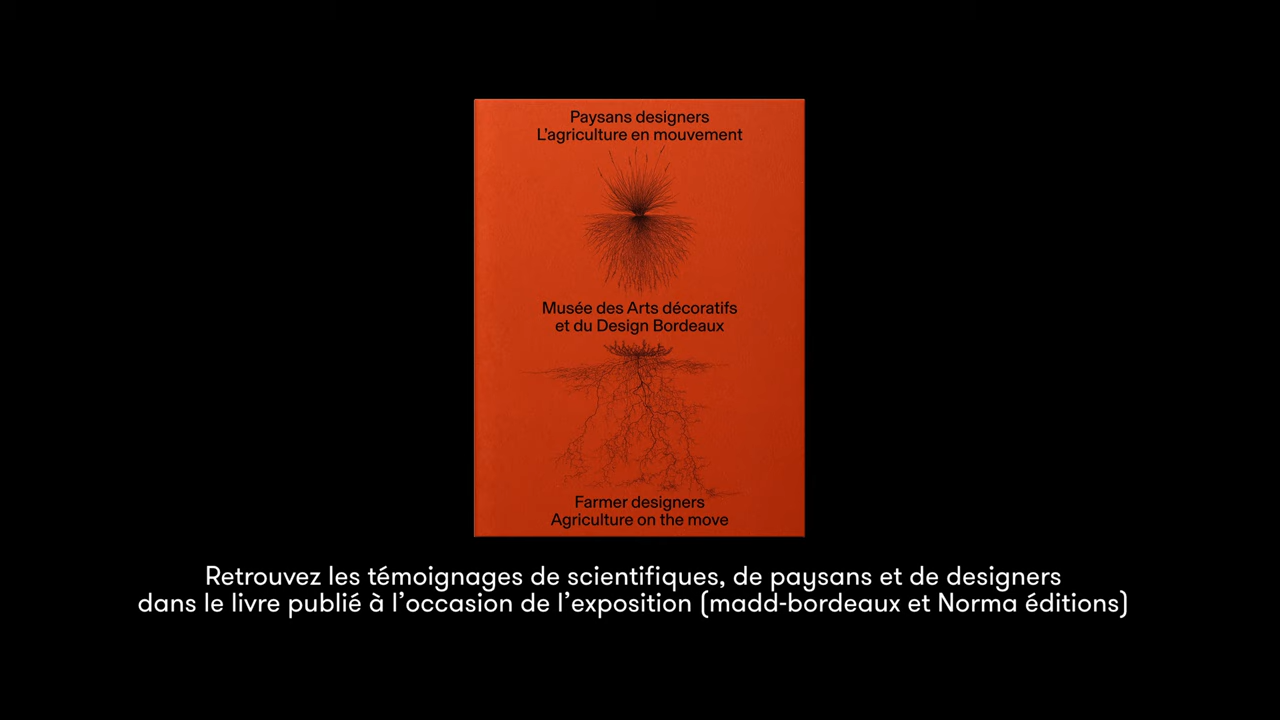 Paysans designers
L'agriculture en mouvement
Musée des Arts décoratifs
et du Design Bordeaux
Farmer designers
Agriculture on the move
Retrouvez les témoignages de scientifiques, de paysans et de designers
dans le livre publié à l'occasion de l'exposition (madd-bordeaux et Norma éditions)